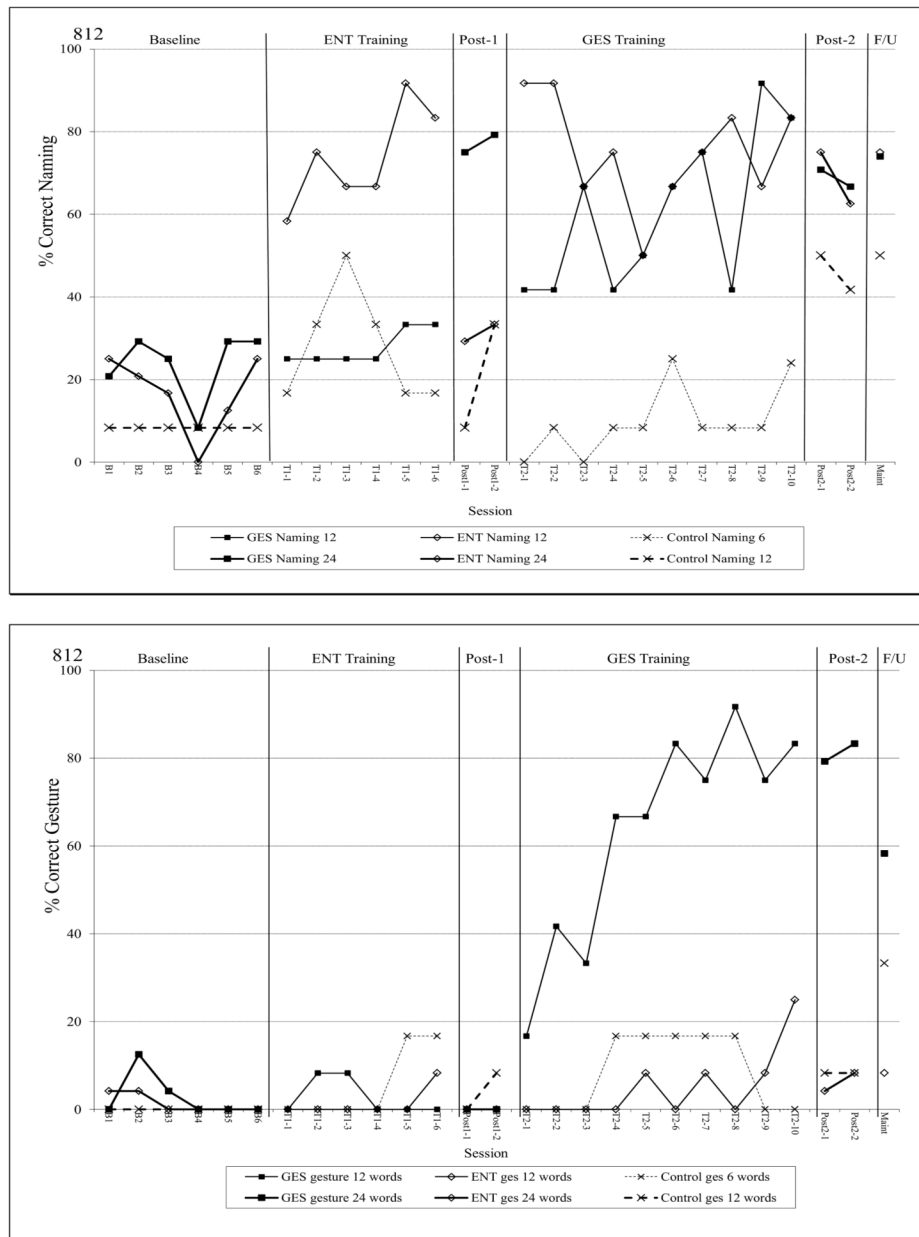 812
Baseline ENT Training Post-1 GES Training Post-2 F/U
% Correct Naming
100
80
60
40
20
0
B1 B2 B3 B4 B5 B6 T1-1 T1-2 T1-3 T1-4 T1-5 T1-6 Post1-1 Post1-2 T2-1 T2-2 T2-3 T2-4 T2-5 T2-6 T2-7 T2-8 T2-9 T2-10 Post2-1 Post2-2 Maint
Session
GES Naming 12 ENT Naming 12 Control Naming 6
GES Naming 24 ENT Naming 24 Control Naming 12
812
Baseline ENT Training Post-1 GES Training Post-2 F/U
% Correct Gesture
100
80
60
40
20
0
B1 B2 B3 B4 B5 B6 T1-1 T1-2 T1-3 T1-4 T1-5 T1-6 Post1-1 Post1-2 T2-1 T2-2 T2-3 T2-4 T2-5 T2-6 T2-7 T2-8 T2-9 T2-10 Post2-1 Post2-2 Maint
Session
GES gesture 12 words ENT ges 12 words Control ges 6 words
GES gesture 24 words ENT ges 24 words Control ges 12 words